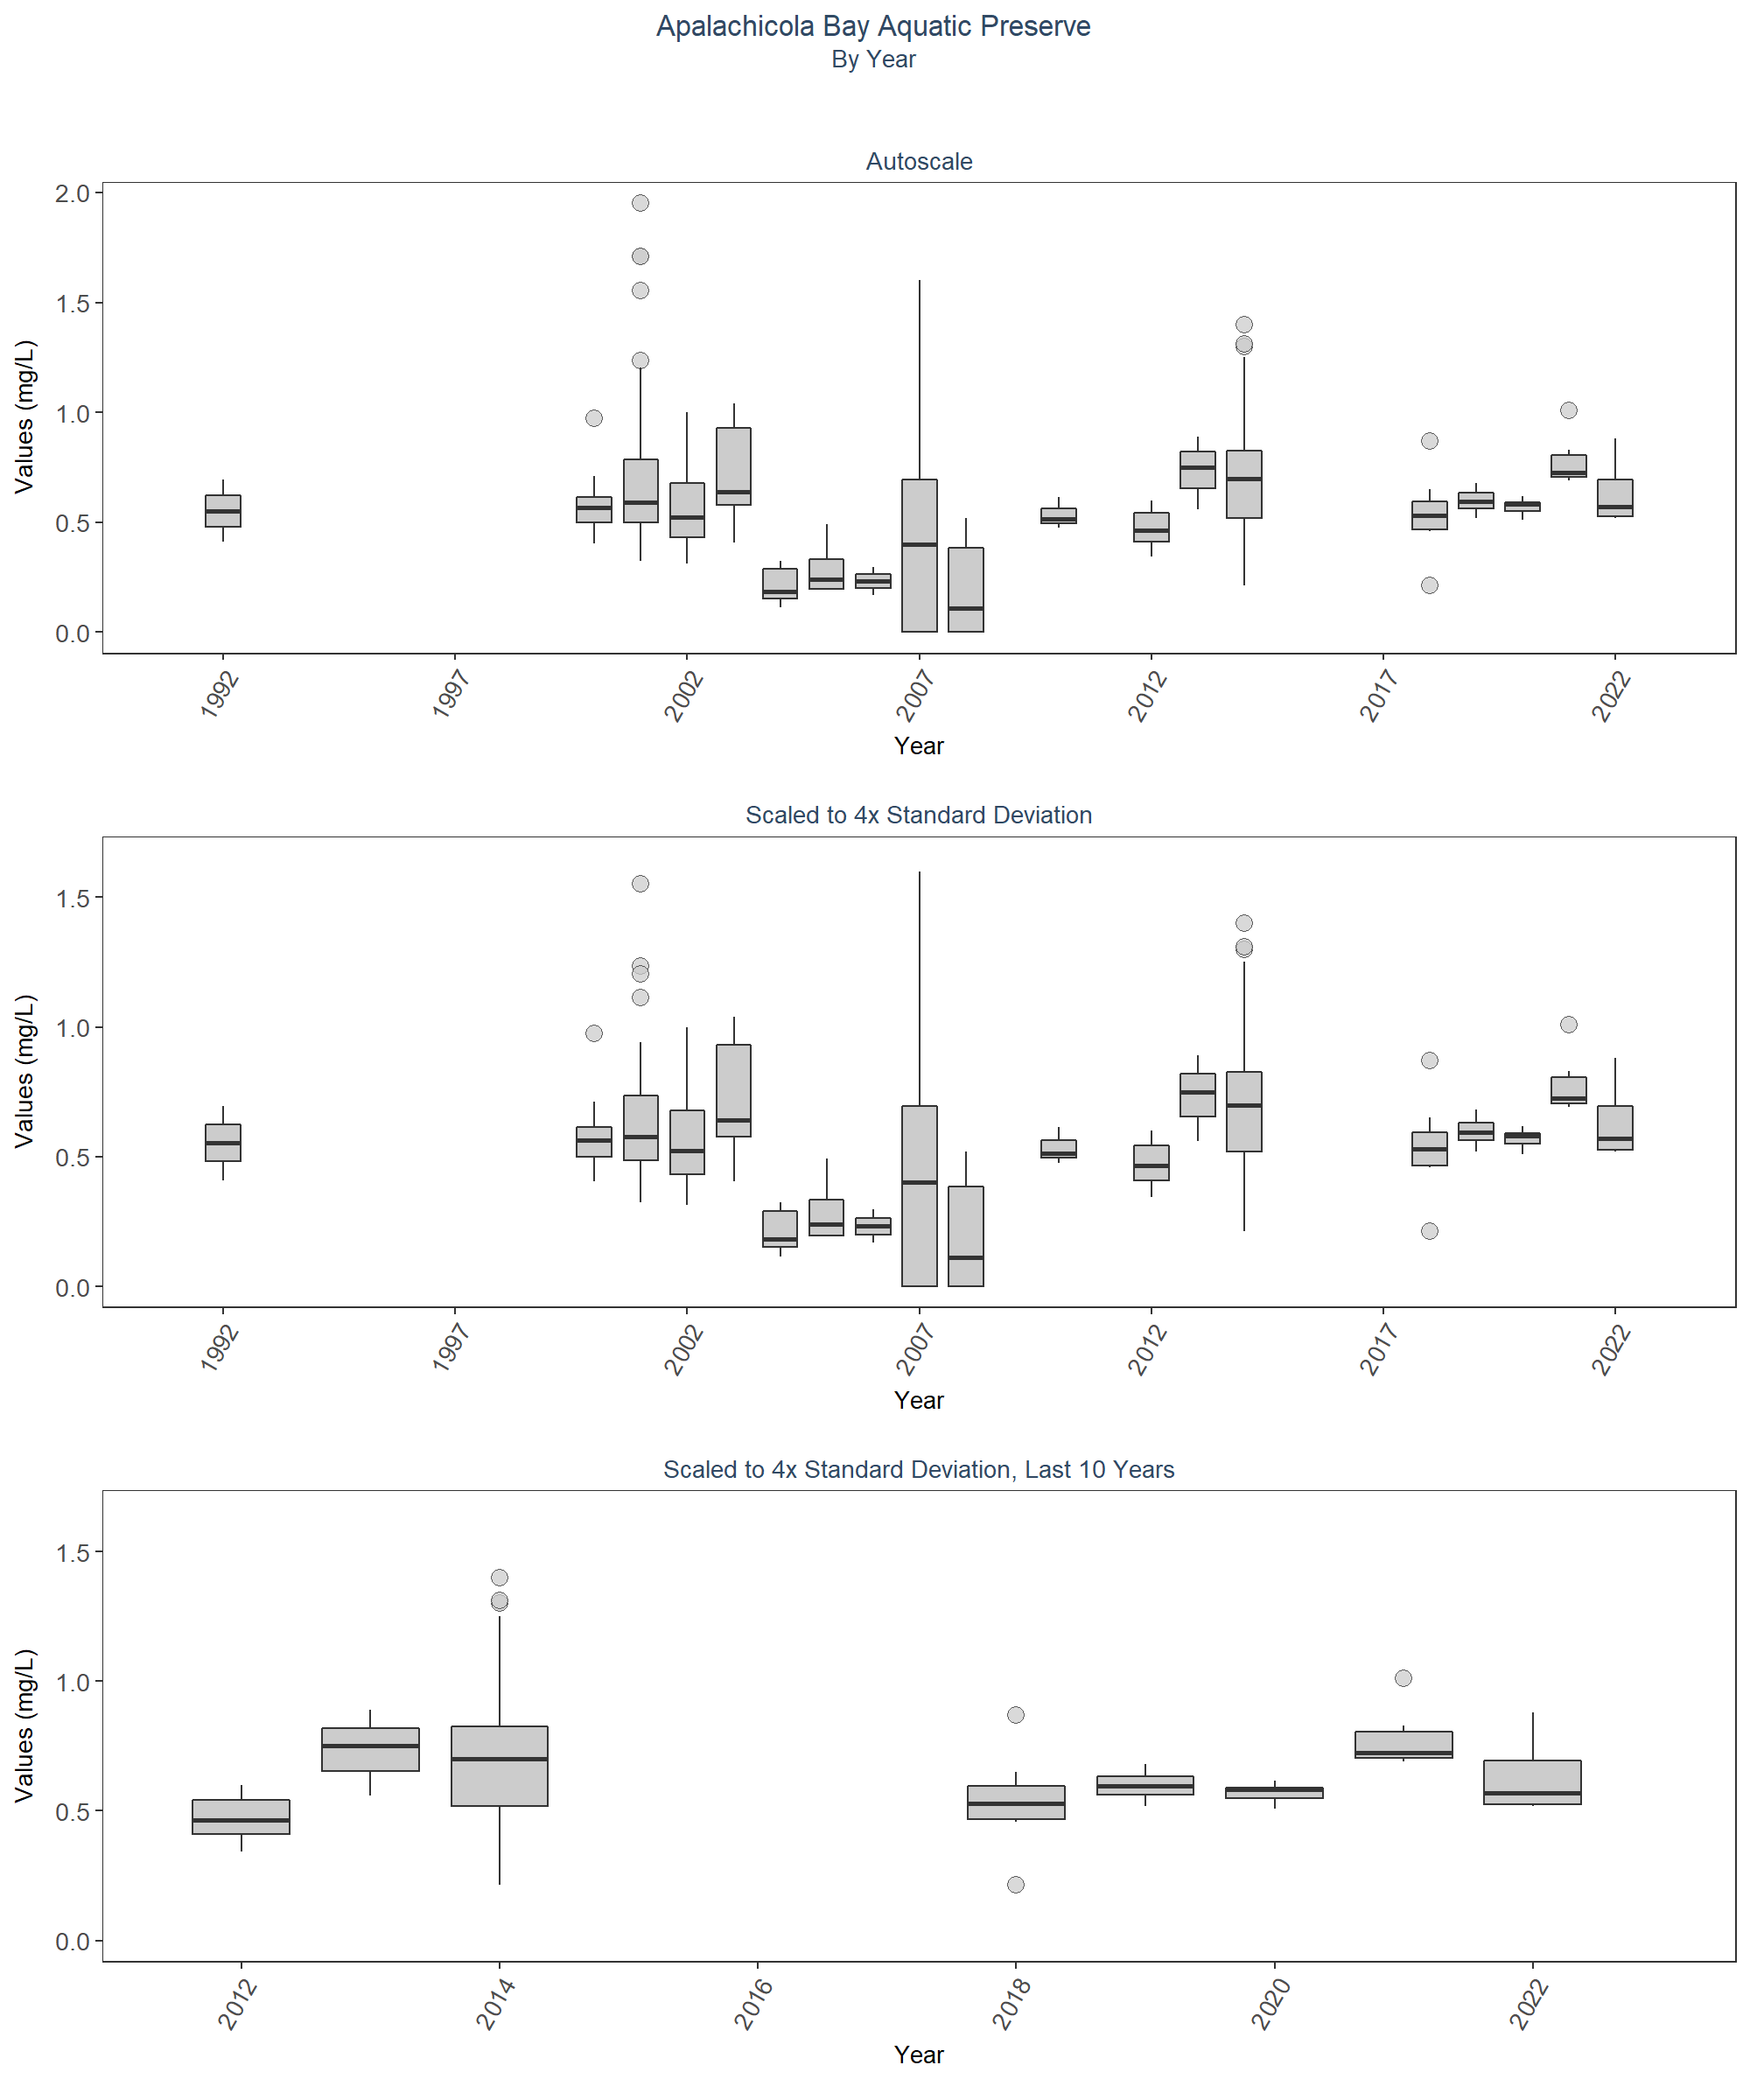 Apalachicola Bay Aquatic Preserve
By Year
Autoscale
Values (mg/L)
2.0
1.5
1.0
0.5
0.0
1992 1997 2002 2007 2012 2017 2022
Year
Scaled to 4x Standard Deviation
Values (mg/L)
1.5
1.0
0.5
0.0
1992 1997 2002 2007 2012 2017 2022
Year
Scaled to 4x Standard Deviation, Last 10 Years
Values (mg/L)
1.5
1.0
0.5
0.0
2012 2014 2016 2018 2020 2022
Year